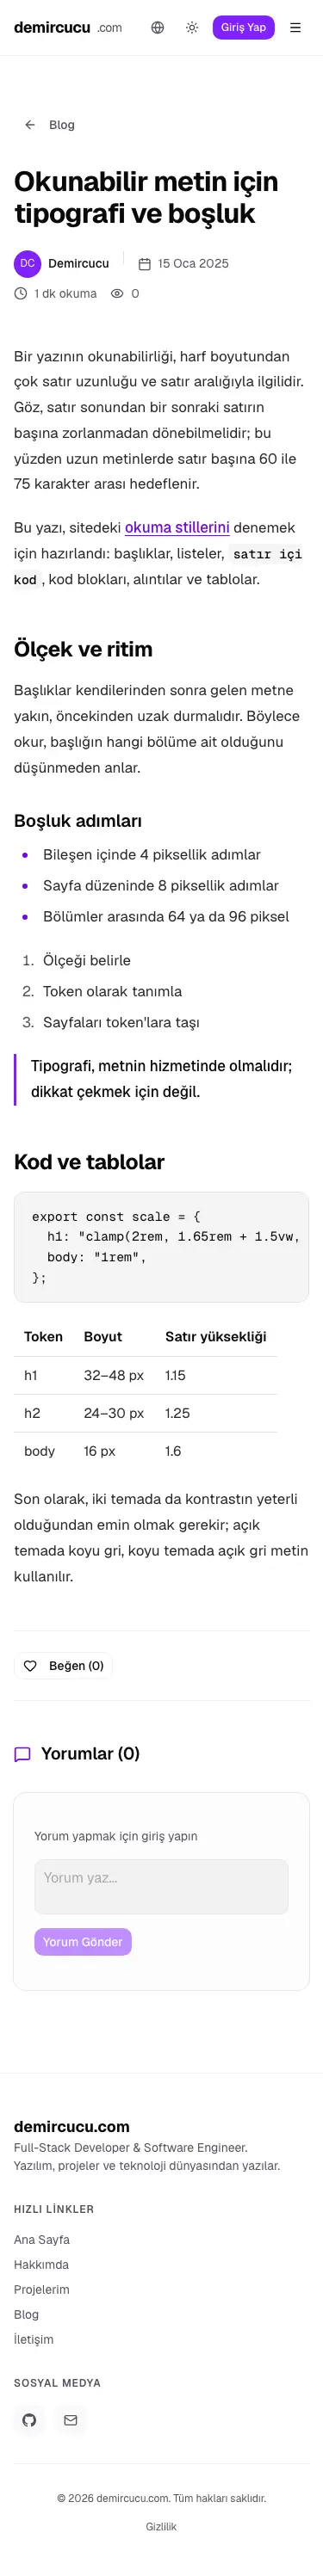 demircucu .com Giriş Yap
Blog
Okunabilir metin için
tipografi ve boşluk
DC Demircucu 15 Oca 2025
1 dk okuma 0
Bir yazının okunabilirliği, harf boyutundan
çok satır uzunluğu ve satır aralığıyla ilgilidir.
Göz, satır sonundan bir sonraki satırın
başına zorlanmadan dönebilmelidir; bu
yüzden uzun metinlerde satır başına 60 ile
75 karakter arası hedeflenir.
Bu yazı, sitedeki okuma stillerini denemek
için hazırlandı: başlıklar, listeler, satır içi
kod , kod blokları, alıntılar ve tablolar.
Ölçek ve ritim
Başlıklar kendilerinden sonra gelen metne
yakın, öncekinden uzak durmalıdır. Böylece
okur, başlığın hangi bölüme ait olduğunu
düşünmeden anlar.
Boşluk adımları
Bileşen içinde 4 piksellik adımlar
Sayfa düzeninde 8 piksellik adımlar
Bölümler arasında 64 ya da 96 piksel
1. Ölçeği belirle
2. Token olarak tanımla
3. Sayfaları token'lara taşı
Tipografi, metnin hizmetinde olmalıdır;
dikkat çekmek için değil.
Kod ve tablolar
export const scale = {
h1: "clamp(2rem, 1.65rem + 1.5vw,
body: "1rem",
};
Token Boyut Satır yüksekliği
h1 32–48 px 1.15
h2 24–30 px 1.25
body 16 px 1.6
Son olarak, iki temada da kontrastın yeterli
olduğundan emin olmak gerekir; açık
temada koyu gri, koyu temada açık gri metin
kullanılır.
Beğen (0)
Yorumlar (0)
Yorum yapmak için giriş yapın
Yorum yaz...
Yorum Gönder
demircucu.com
Full-Stack Developer & Software Engineer.
Yazılım, projeler ve teknoloji dünyasından yazılar.
HIZLI LİNKLER
Ana Sayfa
Hakkımda
Projelerim
Blog
İletişim
SOSYAL MEDYA
© 2026 demircucu.com. Tüm hakları saklıdır.
Gizlilik